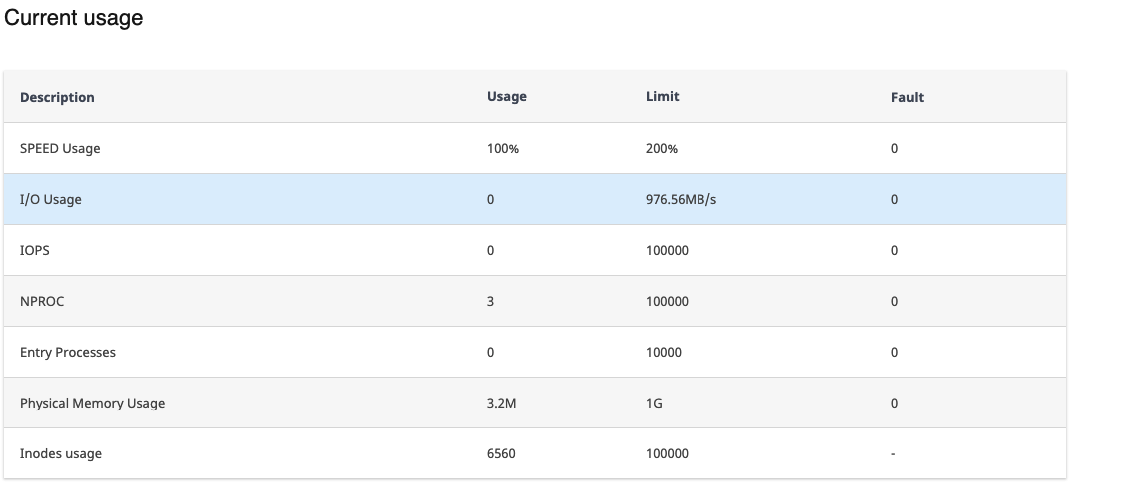 Current usage
Description Usage Limit Fault
SPEED Usage 100% 200% 0
I/O Usage 0 976.56MB/s 0
IOPS 0 100000 0
NPROC 3 100000 0
Entry Processes 0 10000 0
Physical Memory Usage 3.2M 1G 0
Inodes usage 6560 100000 -